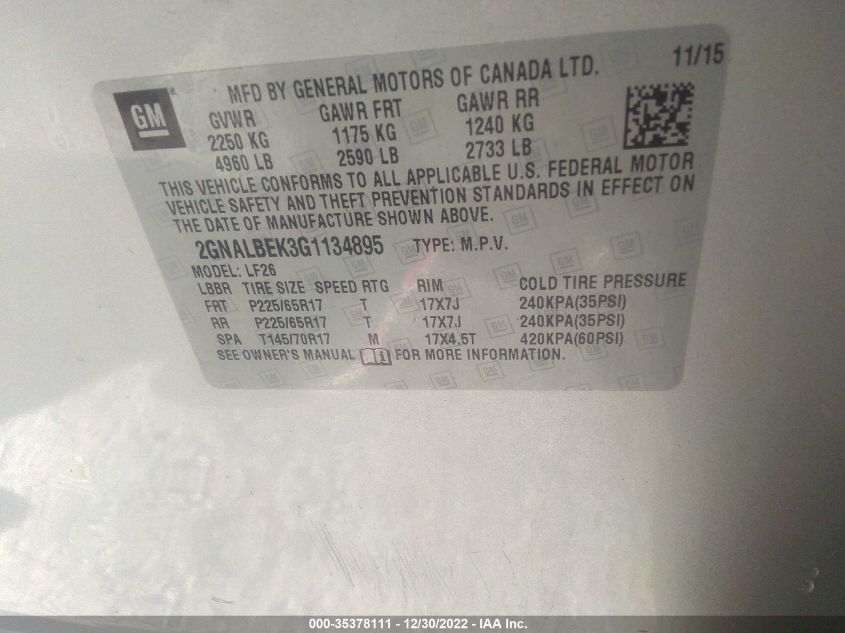 MFD BY GENERAL MOTORS OF CANADA LTD. 11/15
GM
GVWR GAWR FRT GAWR RR
2250 KG 1175 KG 1240 KG
4960 LB 2590 LB 2733 LB
THIS VEHICLE CONFORMS TO ALL APPLICABLE U.S. FEDERAL MOTOR
VEHICLE SAFETY AND THEFT PREVENTION STANDARDS IN EFFECT ON
THE DATE OF MANUFACTURE SHOWN ABOVE.
2GNALBEK3G1134895 TYPE: M.P.V.
MODEL: LF26
LBBR TIRE SIZE SPEED RTG RIM COLD TIRE PRESSURE
FRT P225/65R17 T 17X7J 240KPA(35PSI)
RR P225/65R17 T 17X7J 240KPA(35PSI)
SPA T145/70R17 M 17X4.5T 420KPA(60PSI)
SEE OWNER'S MANUAL FOR MORE INFORMATION.
000-35378111 - 12/30/2022 - IAA Inc.